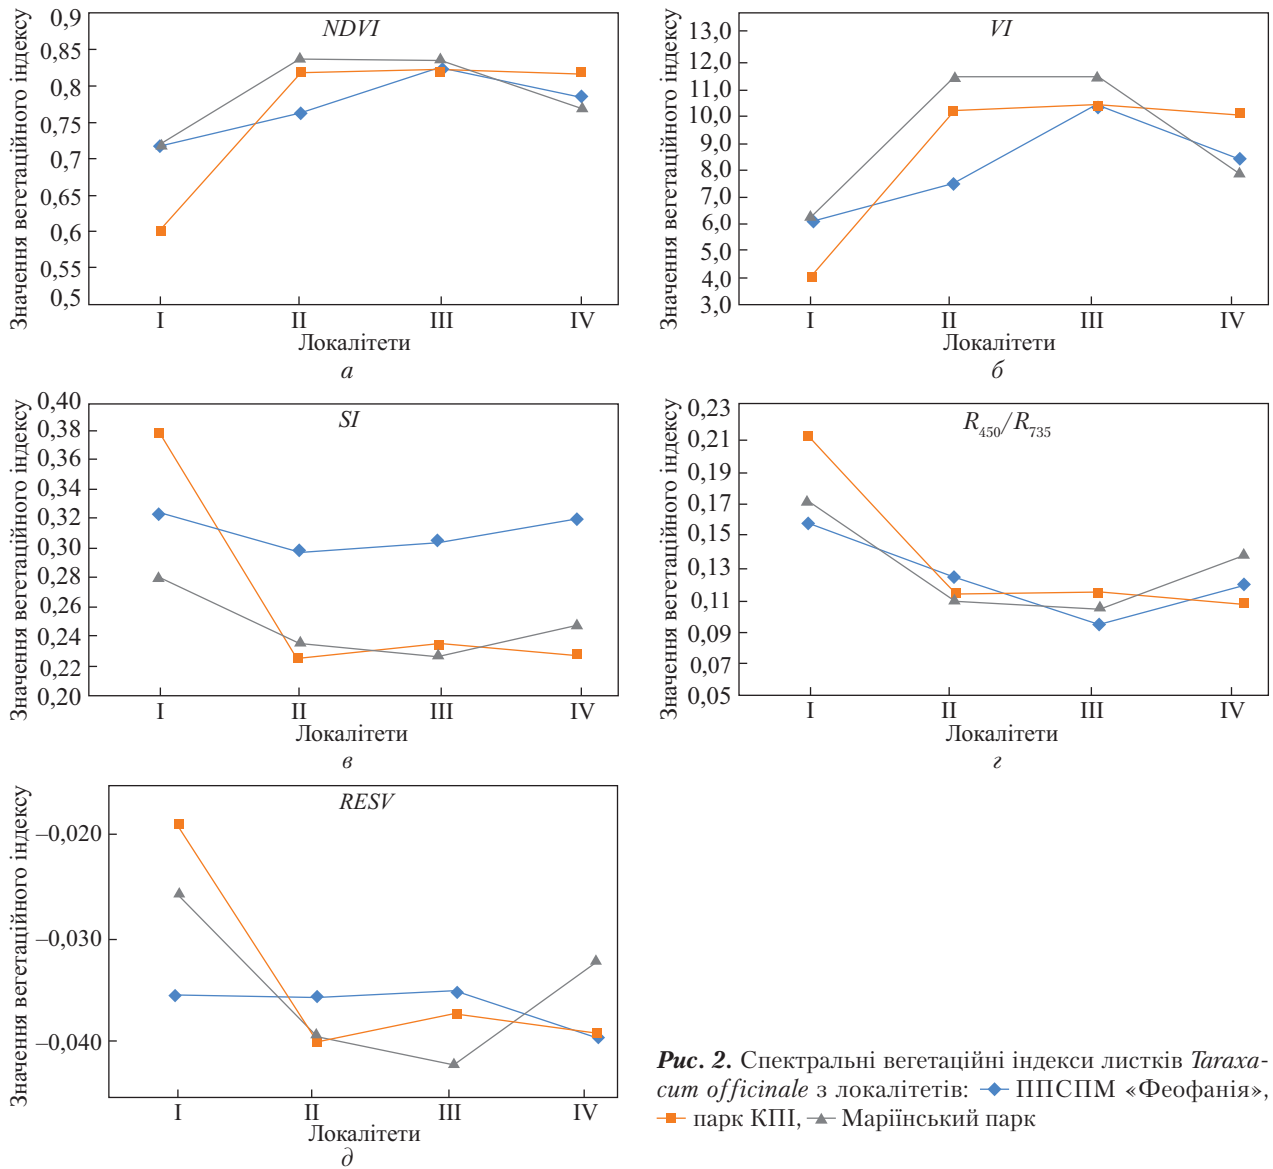 NDVI
Значення вегетаційного індексу
0,9
0,85
0,8
0,75
0,7
0,65
0,6
0,55
0,5
I II III IV
Локалітети
а
VI
Значення вегетаційного індексу
13,0
12,0
11,0
10,0
9,0
8,0
7,0
6,0
5,0
4,0
3,0
I II III IV
Локалітети
б
SI
Значення вегетаційного індексу
0,40
0,38
0,36
0,34
0,32
0,30
0,28
0,26
0,24
0,22
0,20
I II III IV
Локалітети
в
R450/R735
Значення вегетаційного індексу
0,23
0,21
0,19
0,17
0,15
0,13
0,11
0,09
0,07
0,05
I II III IV
Локалітети
г
RESV
Значення вегетаційного індексу
–0,020
–0,030
–0,040
I II III IV
Локалітети
д
Рис. 2. Спектральні вегетаційні індекси листків Taraxa-
cum officinale з локалітетів: ППСПМ «Феофанія»,
парк КПІ, Маріїнський парк